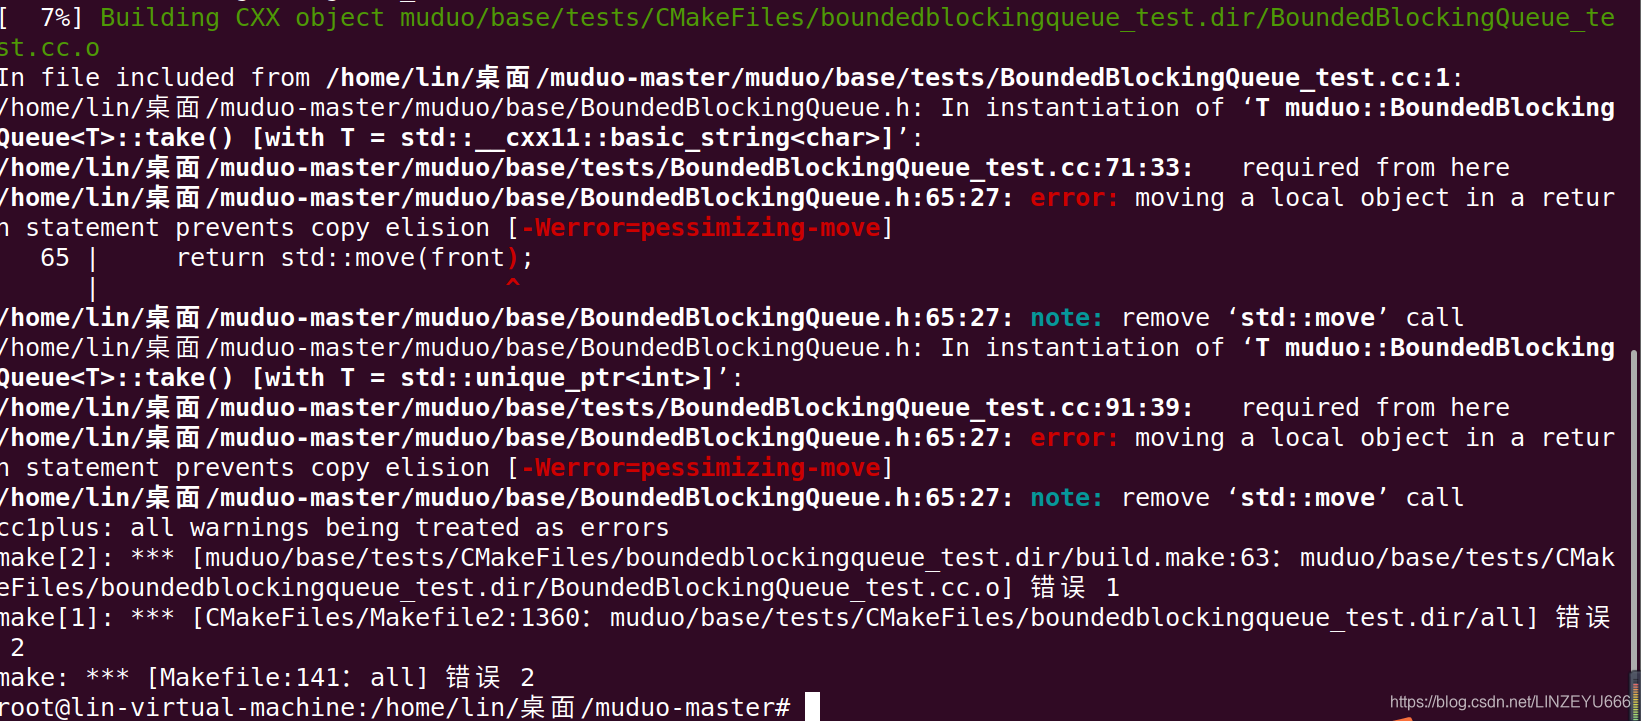 [  7%] Building CXX object muduo/base/tests/CMakeFiles/boundedblockingqueue_test.dir/BoundedBlockingQueue_te
st.cc.o
In file included from /home/lin/桌面/muduo-master/muduo/base/tests/BoundedBlockingQueue_test.cc:1:
/home/lin/桌面/muduo-master/muduo/base/BoundedBlockingQueue.h: In instantiation of ‘T muduo::BoundedBlocking
Queue<T>::take() [with T = std::__cxx11::basic_string<char>]’:
/home/lin/桌面/muduo-master/muduo/base/tests/BoundedBlockingQueue_test.cc:71:33:   required from here
/home/lin/桌面/muduo-master/muduo/base/BoundedBlockingQueue.h:65:27: error: moving a local object in a retur
n statement prevents copy elision [-Werror=pessimizing-move]
   65 |     return std::move(front);
      |                           ^
/home/lin/桌面/muduo-master/muduo/base/BoundedBlockingQueue.h:65:27: note: remove ‘std::move’ call
/home/lin/桌面/muduo-master/muduo/base/BoundedBlockingQueue.h: In instantiation of ‘T muduo::BoundedBlocking
Queue<T>::take() [with T = std::unique_ptr<int>]’:
/home/lin/桌面/muduo-master/muduo/base/tests/BoundedBlockingQueue_test.cc:91:39:   required from here
/home/lin/桌面/muduo-master/muduo/base/BoundedBlockingQueue.h:65:27: error: moving a local object in a retur
n statement prevents copy elision [-Werror=pessimizing-move]
/home/lin/桌面/muduo-master/muduo/base/BoundedBlockingQueue.h:65:27: note: remove ‘std::move’ call
cc1plus: all warnings being treated as errors
make[2]: *** [muduo/base/tests/CMakeFiles/boundedblockingqueue_test.dir/build.make:63：muduo/base/tests/CMak
eFiles/boundedblockingqueue_test.dir/BoundedBlockingQueue_test.cc.o] 错误 1
make[1]: *** [CMakeFiles/Makefile2:1360：muduo/base/tests/CMakeFiles/boundedblockingqueue_test.dir/all] 错误
 2
make: *** [Makefile:141：all] 错误 2
root@lin-virtual-machine:/home/lin/桌面/muduo-master#
https://blog.csdn.net/LINZEYU666